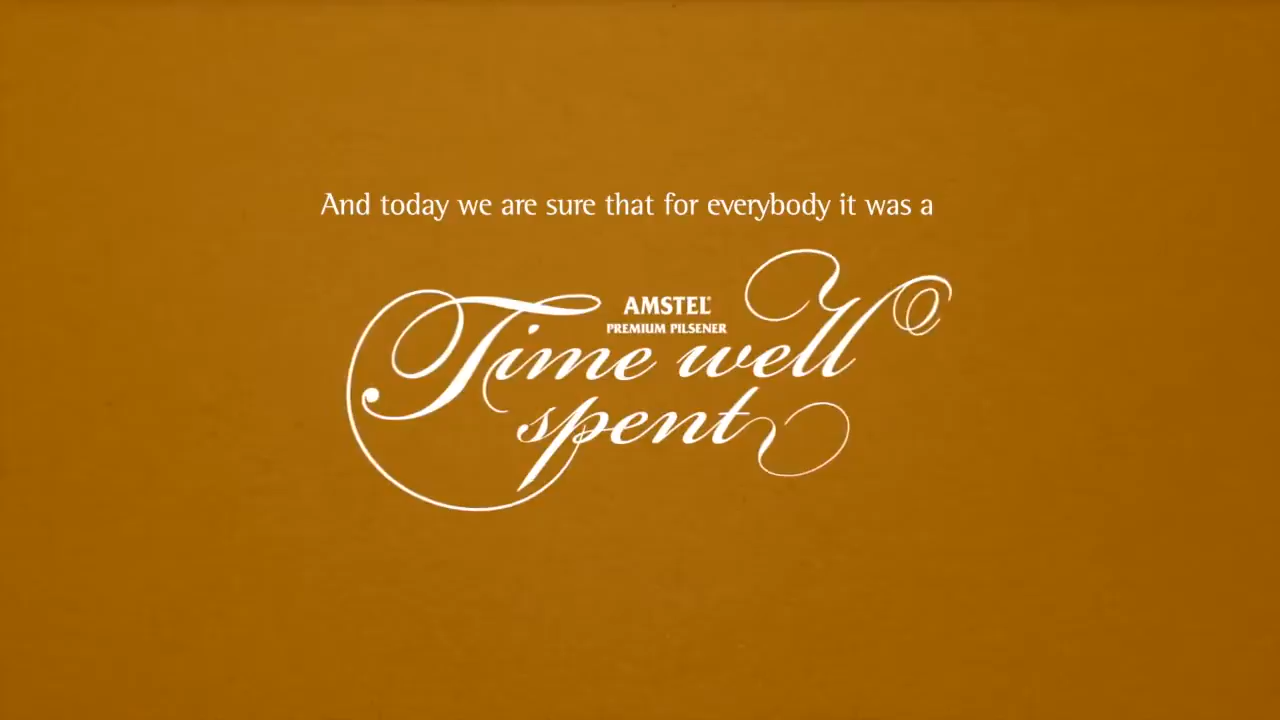 And today we are sure that for everybody it was a
AMSTEL®
PREMIUM PILSENER
Time well
spent